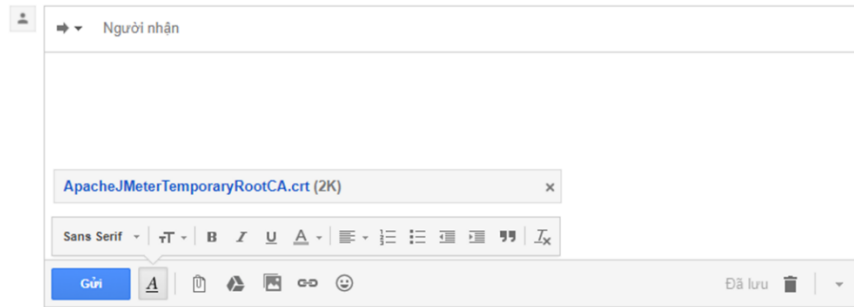 Người nhận
ApacheJMeterTemporaryRootCA.crt (2K)
Sans Serif
Gửi
Đã lưu